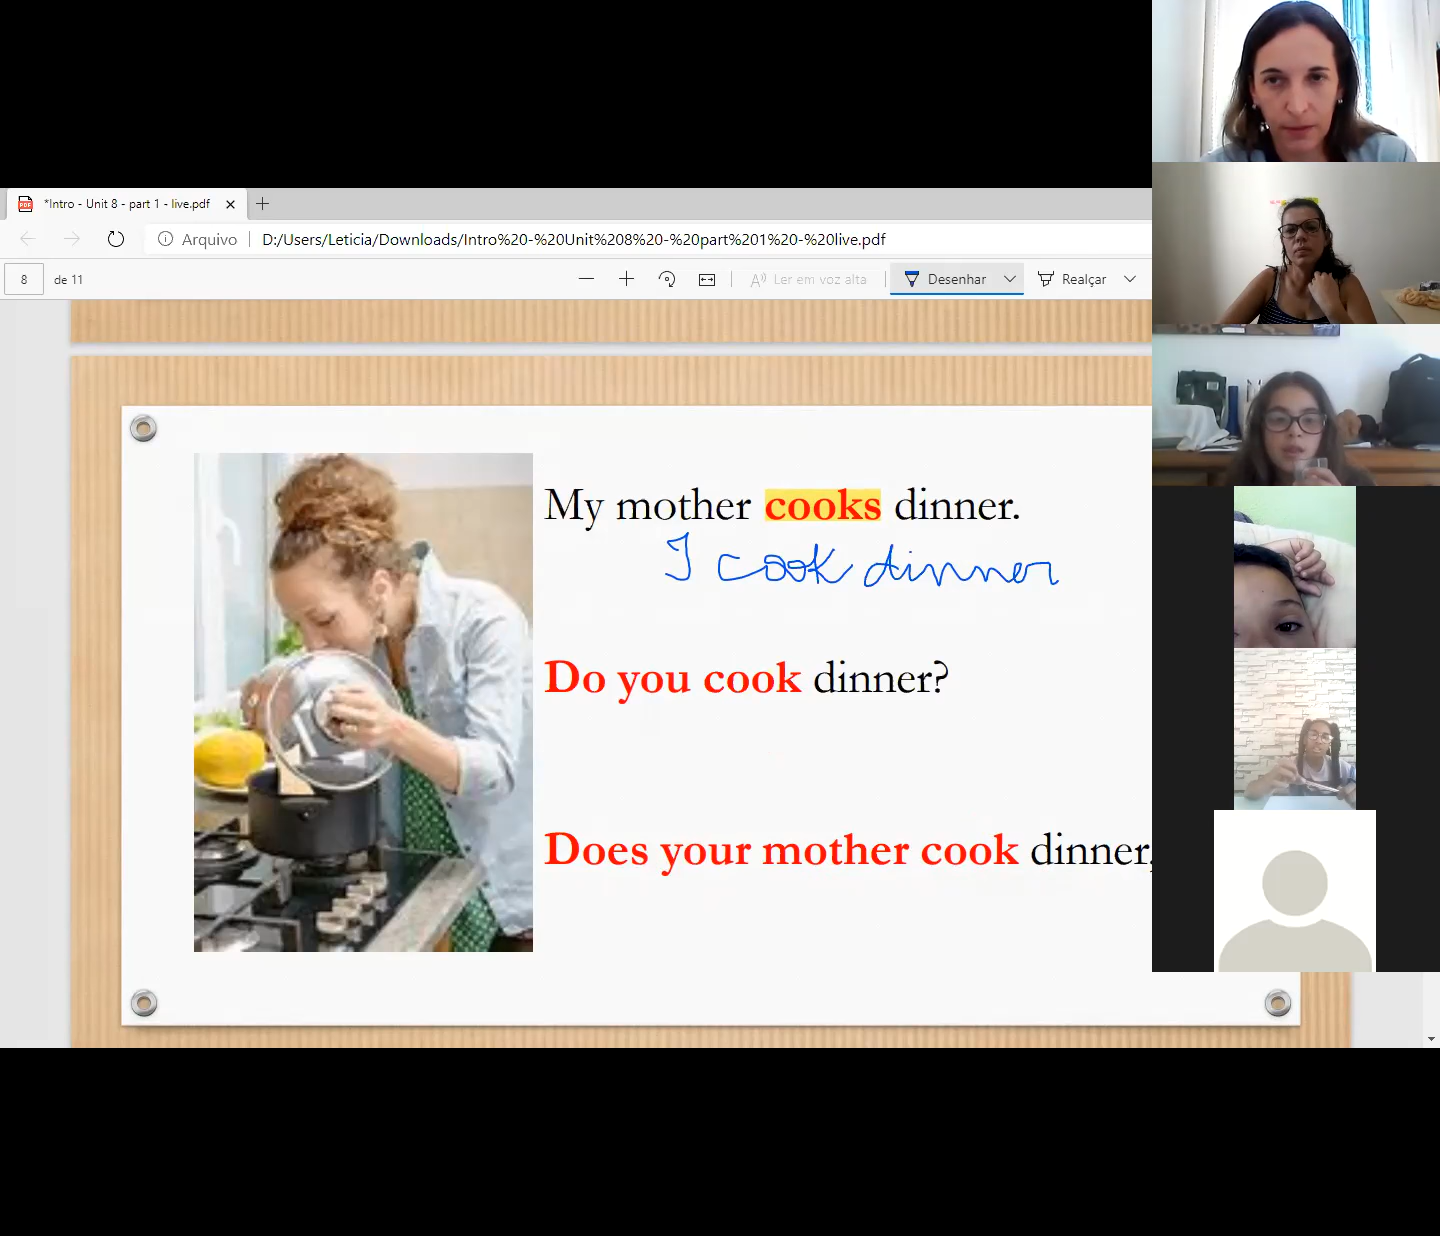 *Intro - Unit 8 - part 1 - live.pdf
Arquivo D:/Users/Leticia/Downloads/Intro%20-%20Unit%208%20-%20part%201%20-%20live.pdf
8 de 11 Ler em voz alta Desenhar Realçar
My mother cooks dinner.
I cook dinner
Do you cook dinner?
Does your mother cook dinner,